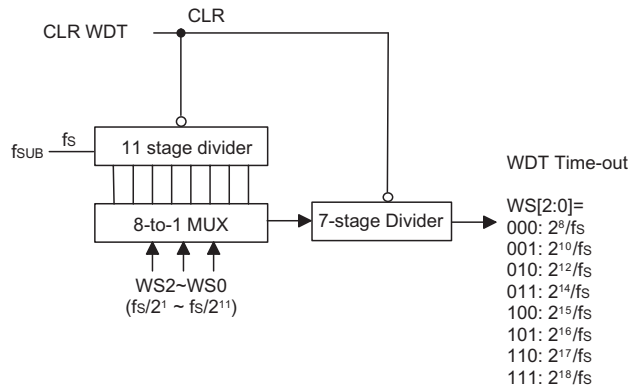 CLR WDT
CLR
fSUB
fS
11 stage divider
8-to-1 MUX
7-stage Divider
WS2~WS0
(fS/2¹ ~ fS/2¹¹)
WDT Time-out
WS[2:0]=
000: 2⁸/fS
001: 2¹⁰/fS
010: 2¹²/fS
011: 2¹⁴/fS
100: 2¹⁵/fS
101: 2¹⁶/fS
110: 2¹⁷/fS
111: 2¹⁸/fS